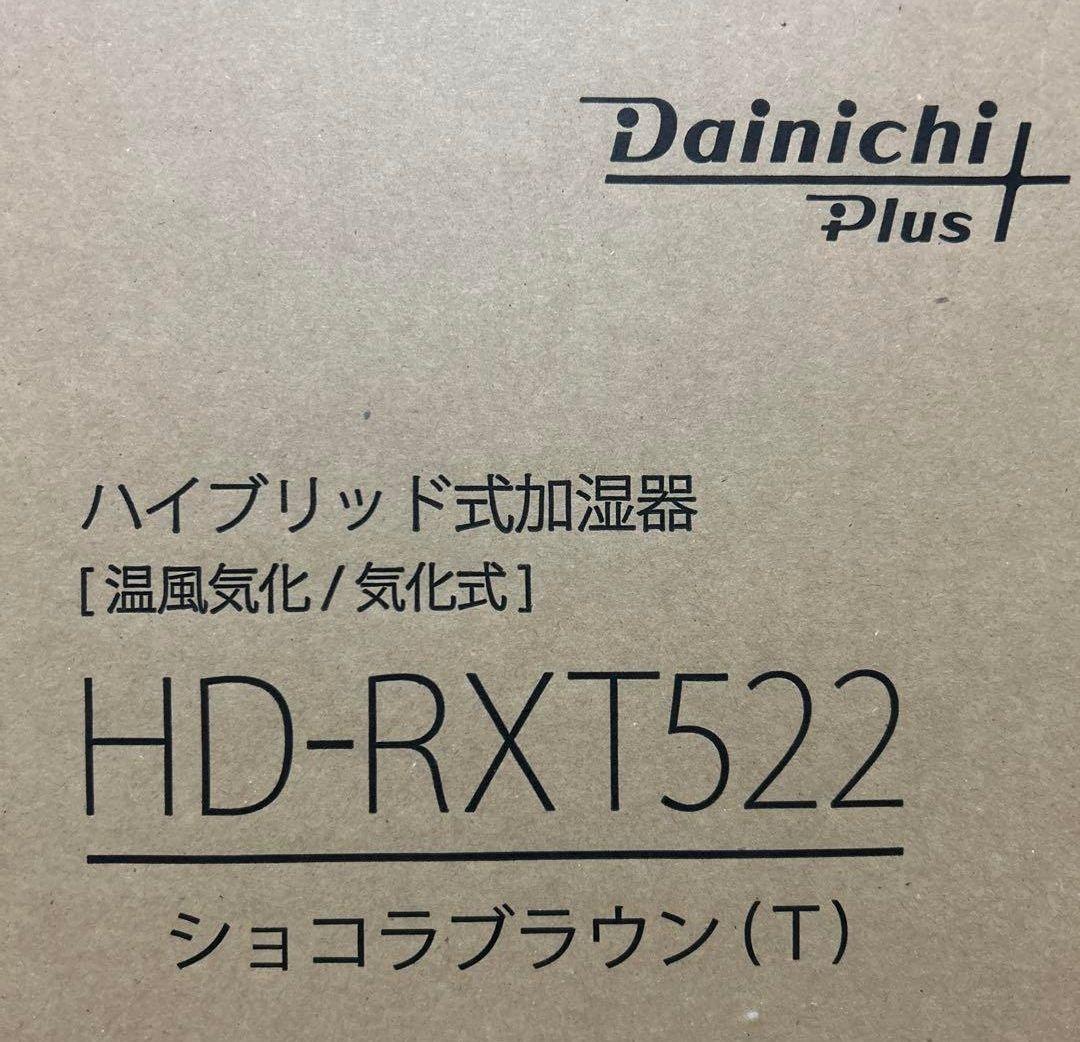 Dainichi
Plus
ハイブリッド式加湿器
[温風気化/気化式]
HD-RXT522
ショコラブラウン(T)